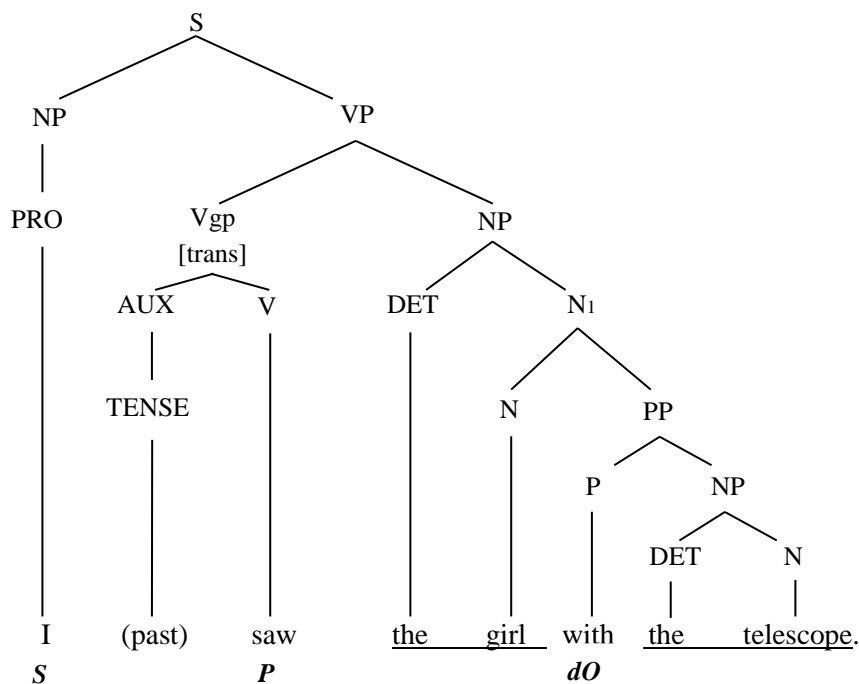 S
NP VP
PRO Vgp NP
[trans]
AUX V DET N1
TENSE N PP
P NP
DET N
I (past) saw the girl with the telescope.
S P dO